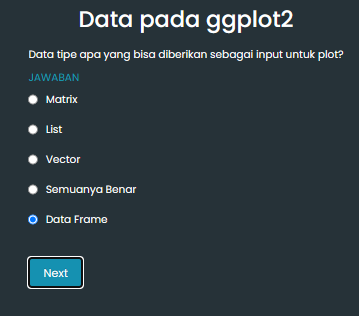 Data pada ggplot2
Data tipe apa yang bisa diberikan sebagai input untuk plot?
JAWABAN
Matrix
List
Vector
Semuanya Benar
Data Frame
Next